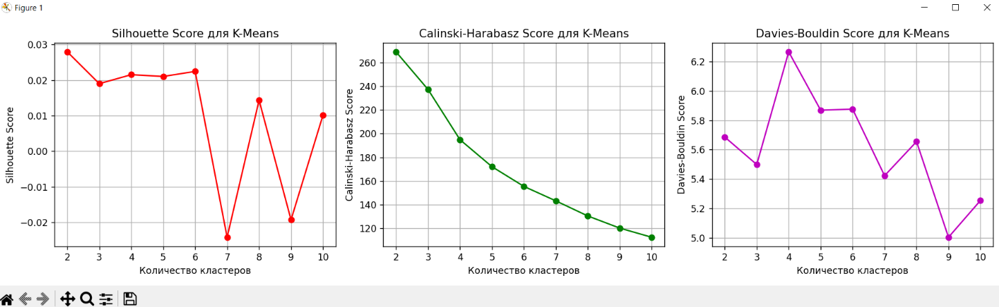 Figure 1
Silhouette Score для K-Means
Silhouette Score
0.03
0.02
0.01
0.00
−0.01
−0.02
2 3 4 5 6 7 8 9 10
Количество кластеров
Calinski-Harabasz Score для K-Means
Calinski-Harabasz Score
260
240
220
200
180
160
140
120
2 3 4 5 6 7 8 9 10
Количество кластеров
Davies-Bouldin Score для K-Means
Davies-Bouldin Score
6.2
6.0
5.8
5.6
5.4
5.2
5.0
2 3 4 5 6 7 8 9 10
Количество кластеров